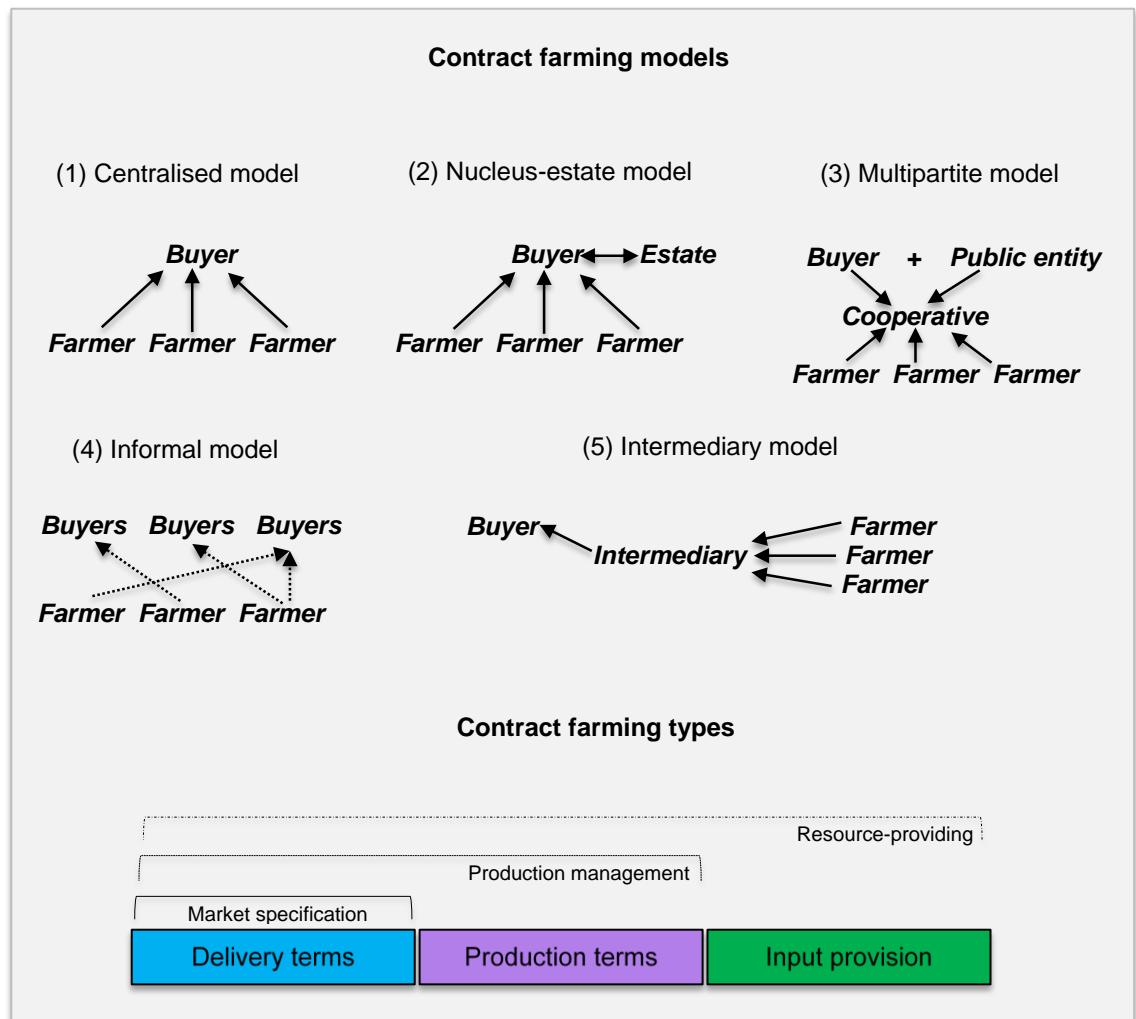 Contract farming models
(1) Centralised model
(2) Nucleus-estate model
(3) Multipartite model
Buyer
Farmer Farmer Farmer
Buyer Estate
Farmer Farmer Farmer
Buyer + Public entity
Cooperative
Farmer Farmer Farmer
(4) Informal model
(5) Intermediary model
Buyers Buyers Buyers
Farmer Farmer Farmer
Buyer
Intermediary
Farmer
Farmer
Farmer
Contract farming types
Resource-providing
Production management
Market specification
Delivery terms
Production terms
Input provision